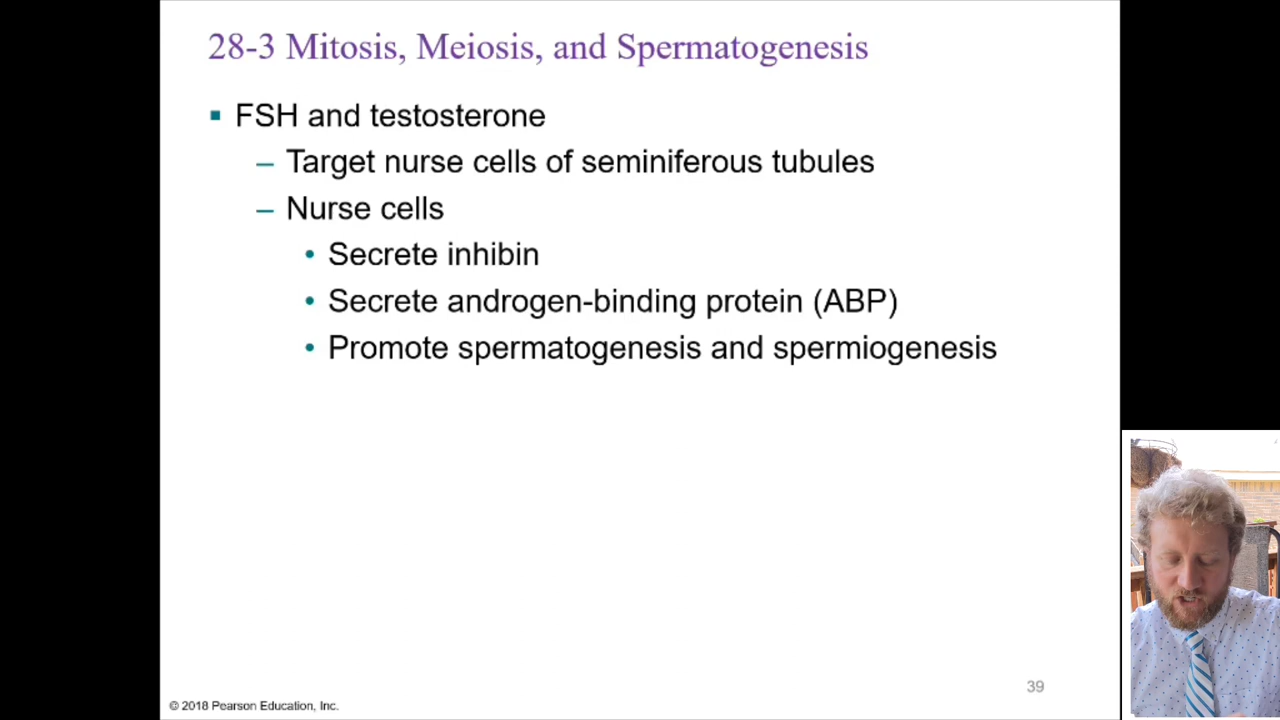 28-3 Mitosis, Meiosis, and Spermatogenesis
▪ FSH and testosterone
– Target nurse cells of seminiferous tubules
– Nurse cells
• Secrete inhibin
• Secrete androgen-binding protein (ABP)
• Promote spermatogenesis and spermiogenesis
39
© 2018 Pearson Education, Inc.